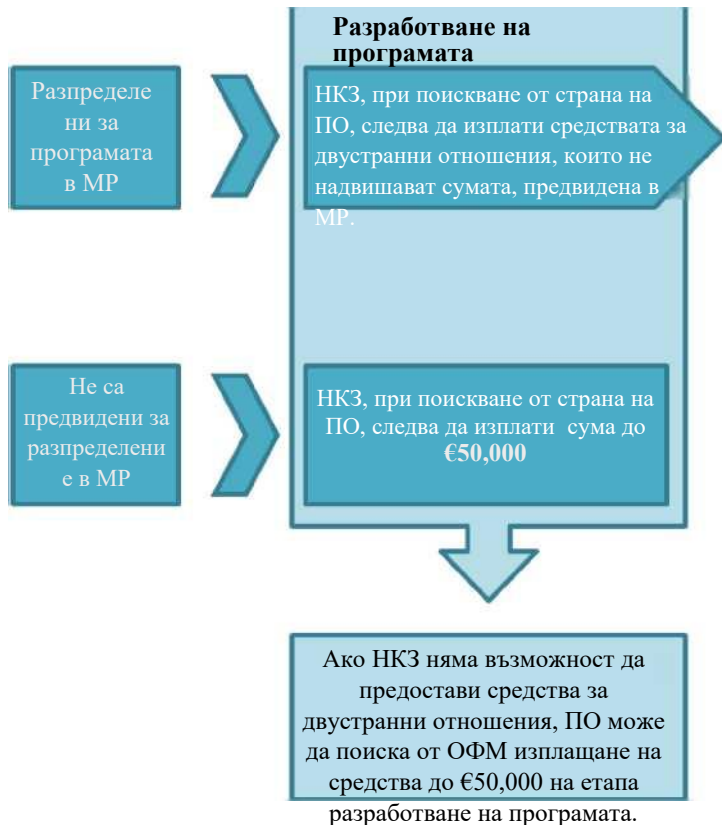 Разработване на
програмата
Разпределе
ни за
програмата
в МР
НКЗ, при поискване от страна на
ПО, следва да изплати средствата за
двустранни отношения, които не
надвишават сумата, предвидена в
МР.
Не са
предвидени за
разпределени
е в МР
НКЗ, при поискване от страна на
ПО, следва да изплати сума до
€50,000
Ако НКЗ няма възможност да
предостави средства за
двустранни отношения, ПО може
да поиска от ОФМ изплащане на
средства до €50,000 на етапа
разработване на програмата.